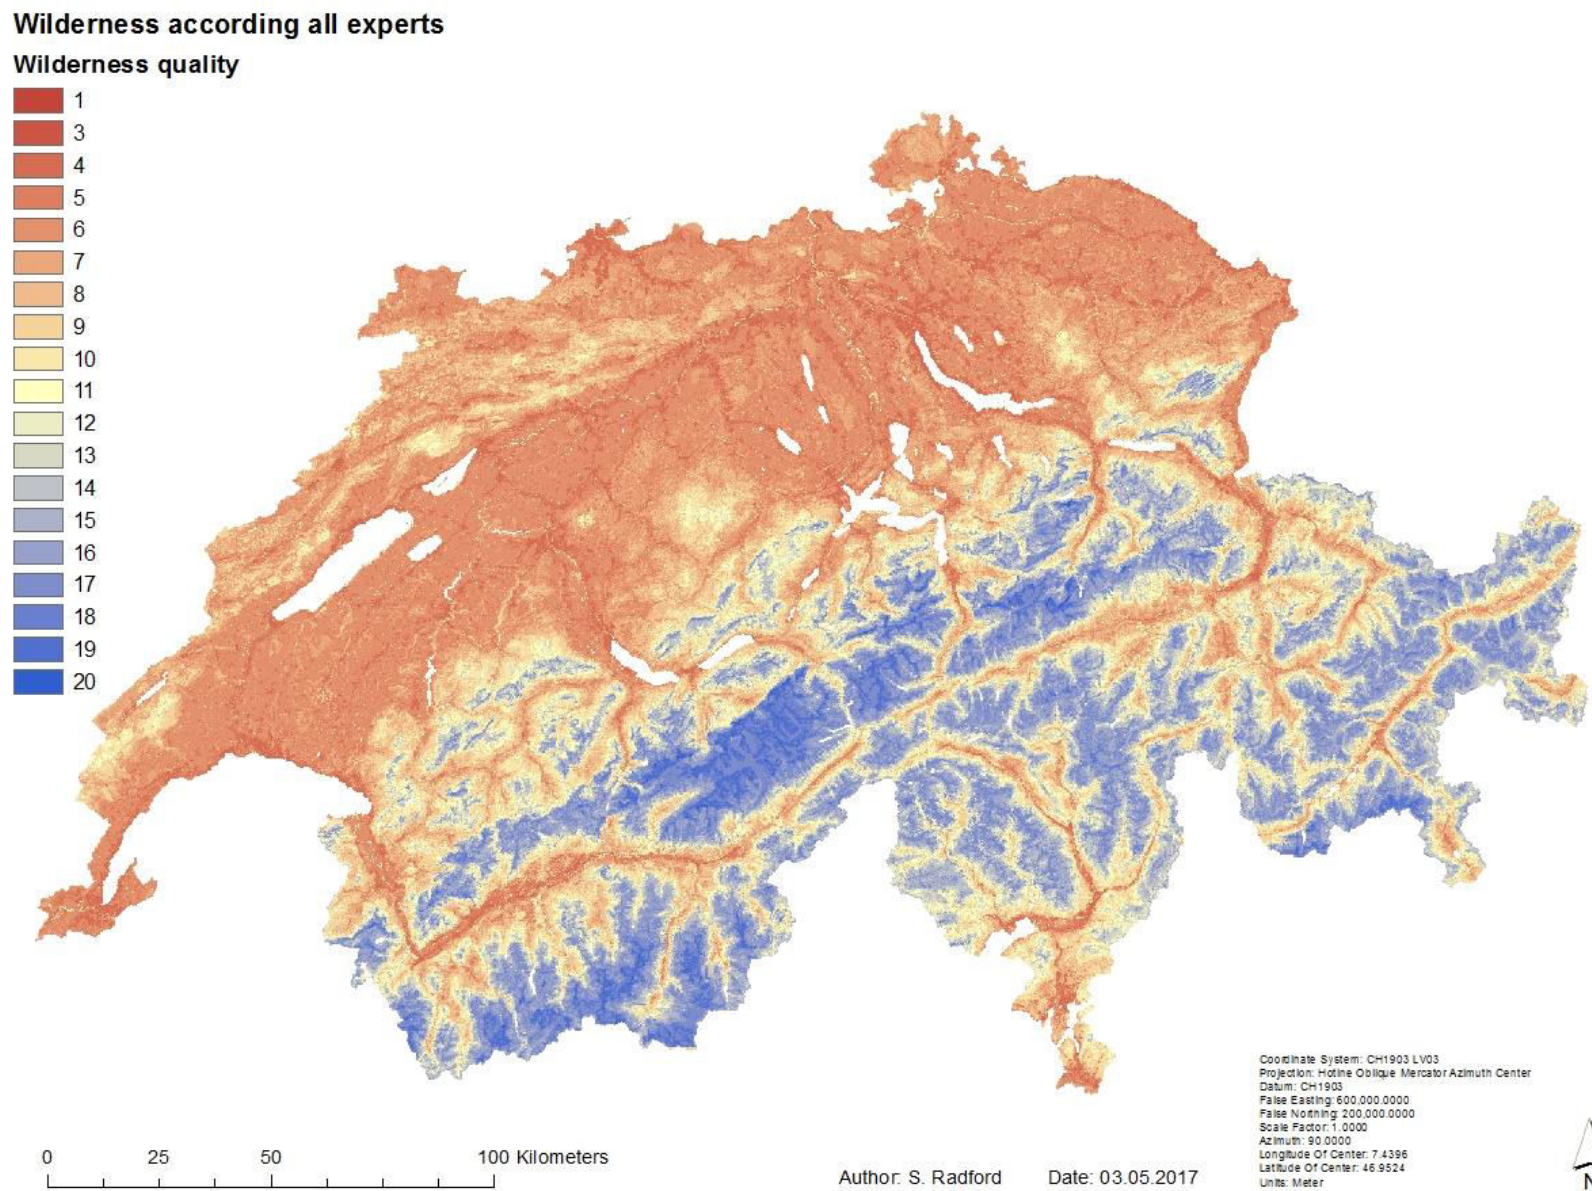 Wilderness according all experts
Wilderness quality
1
3
4
5
6
7
8
9
10
11
12
13
14
15
16
17
18
19
20
0 25 50 100 Kilometers
Author: S. Radford Date: 03.05.2017
Coordinate System: CH1903 LV03
Projection: Hotine Oblique Mercator Azimuth Center
Datum: CH1903
False Easting: 600,000.0000
False Northing: 200,000.0000
Scale Factor: 1.0000
Azimuth: 90.0000
Longitude Of Center: 7.4396
Latitude Of Center: 46.9524
Units: Meter
N